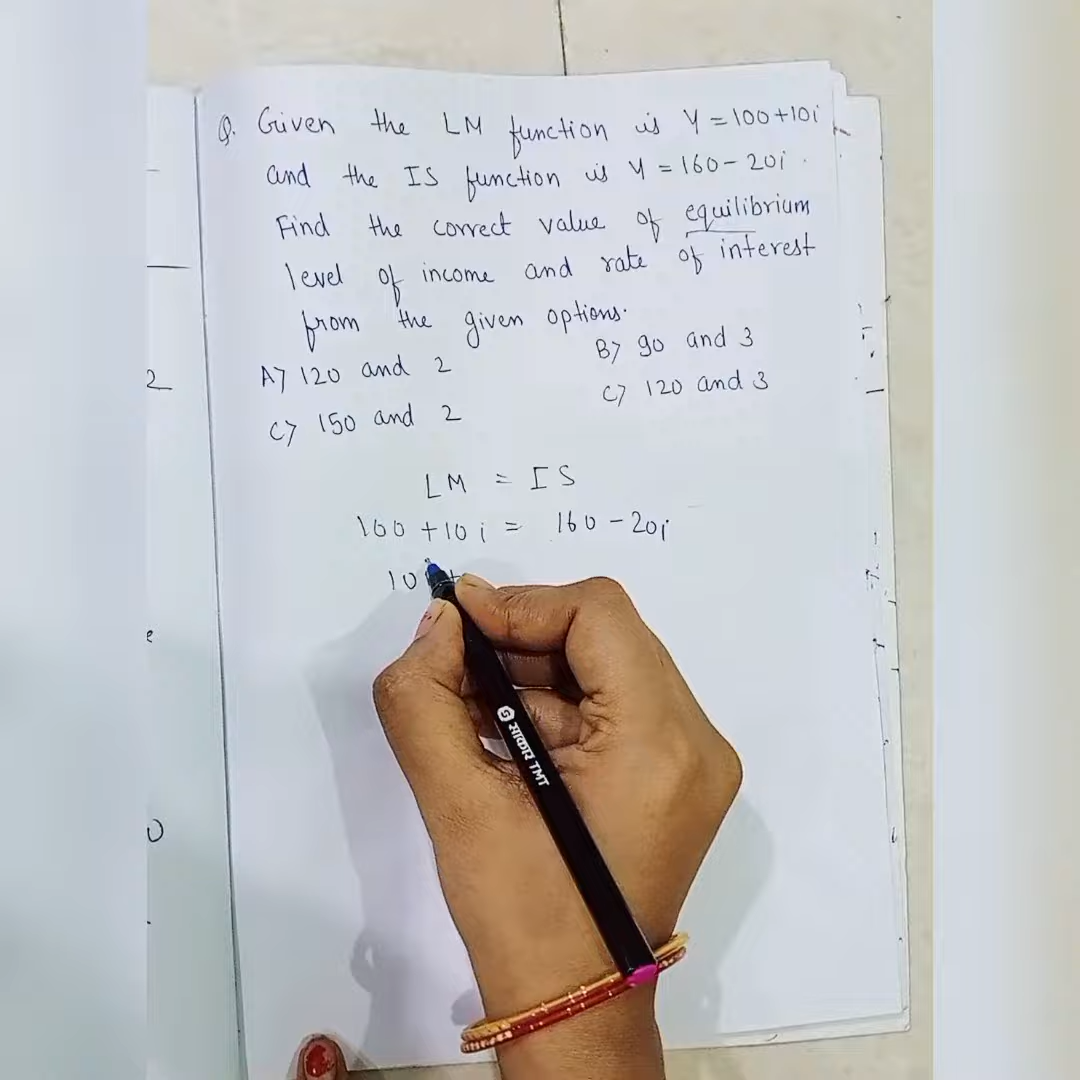 Q. Given the LM function is Y = 100+10i
and the IS function is Y = 160 - 20i.
Find the correct value of equilibrium
level of income and rate of interest
from the given options.
A> 120 and 2
B> 90 and 3
C> 150 and 2
C> 120 and 3
LM = IS
100 + 10i = 160 - 20i
10
2
साकार TMT